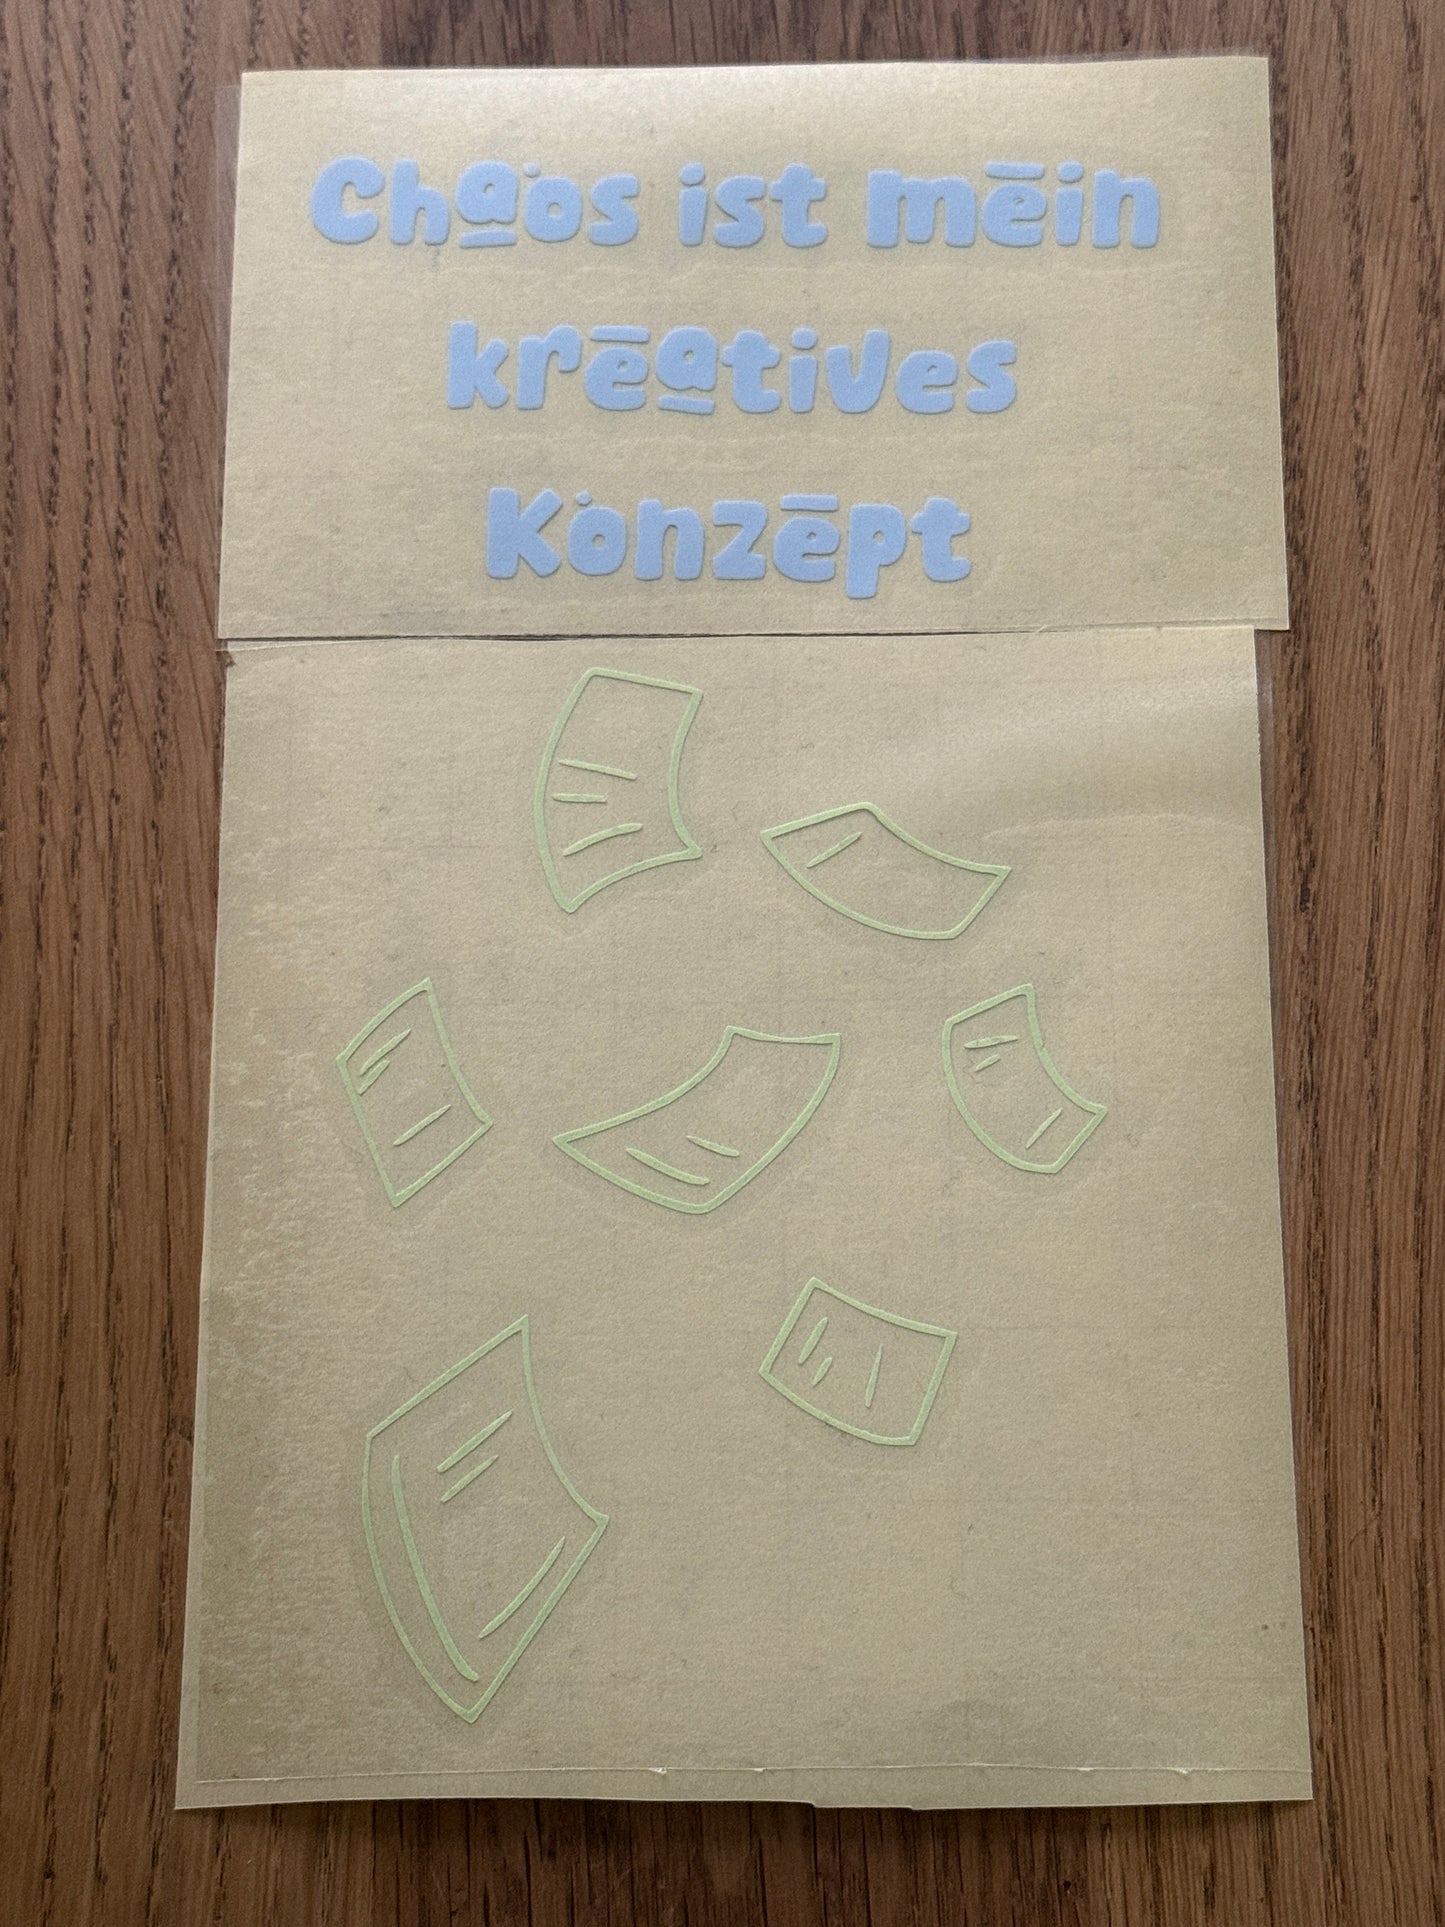 Chaos ist mein
kreatives
Konzept